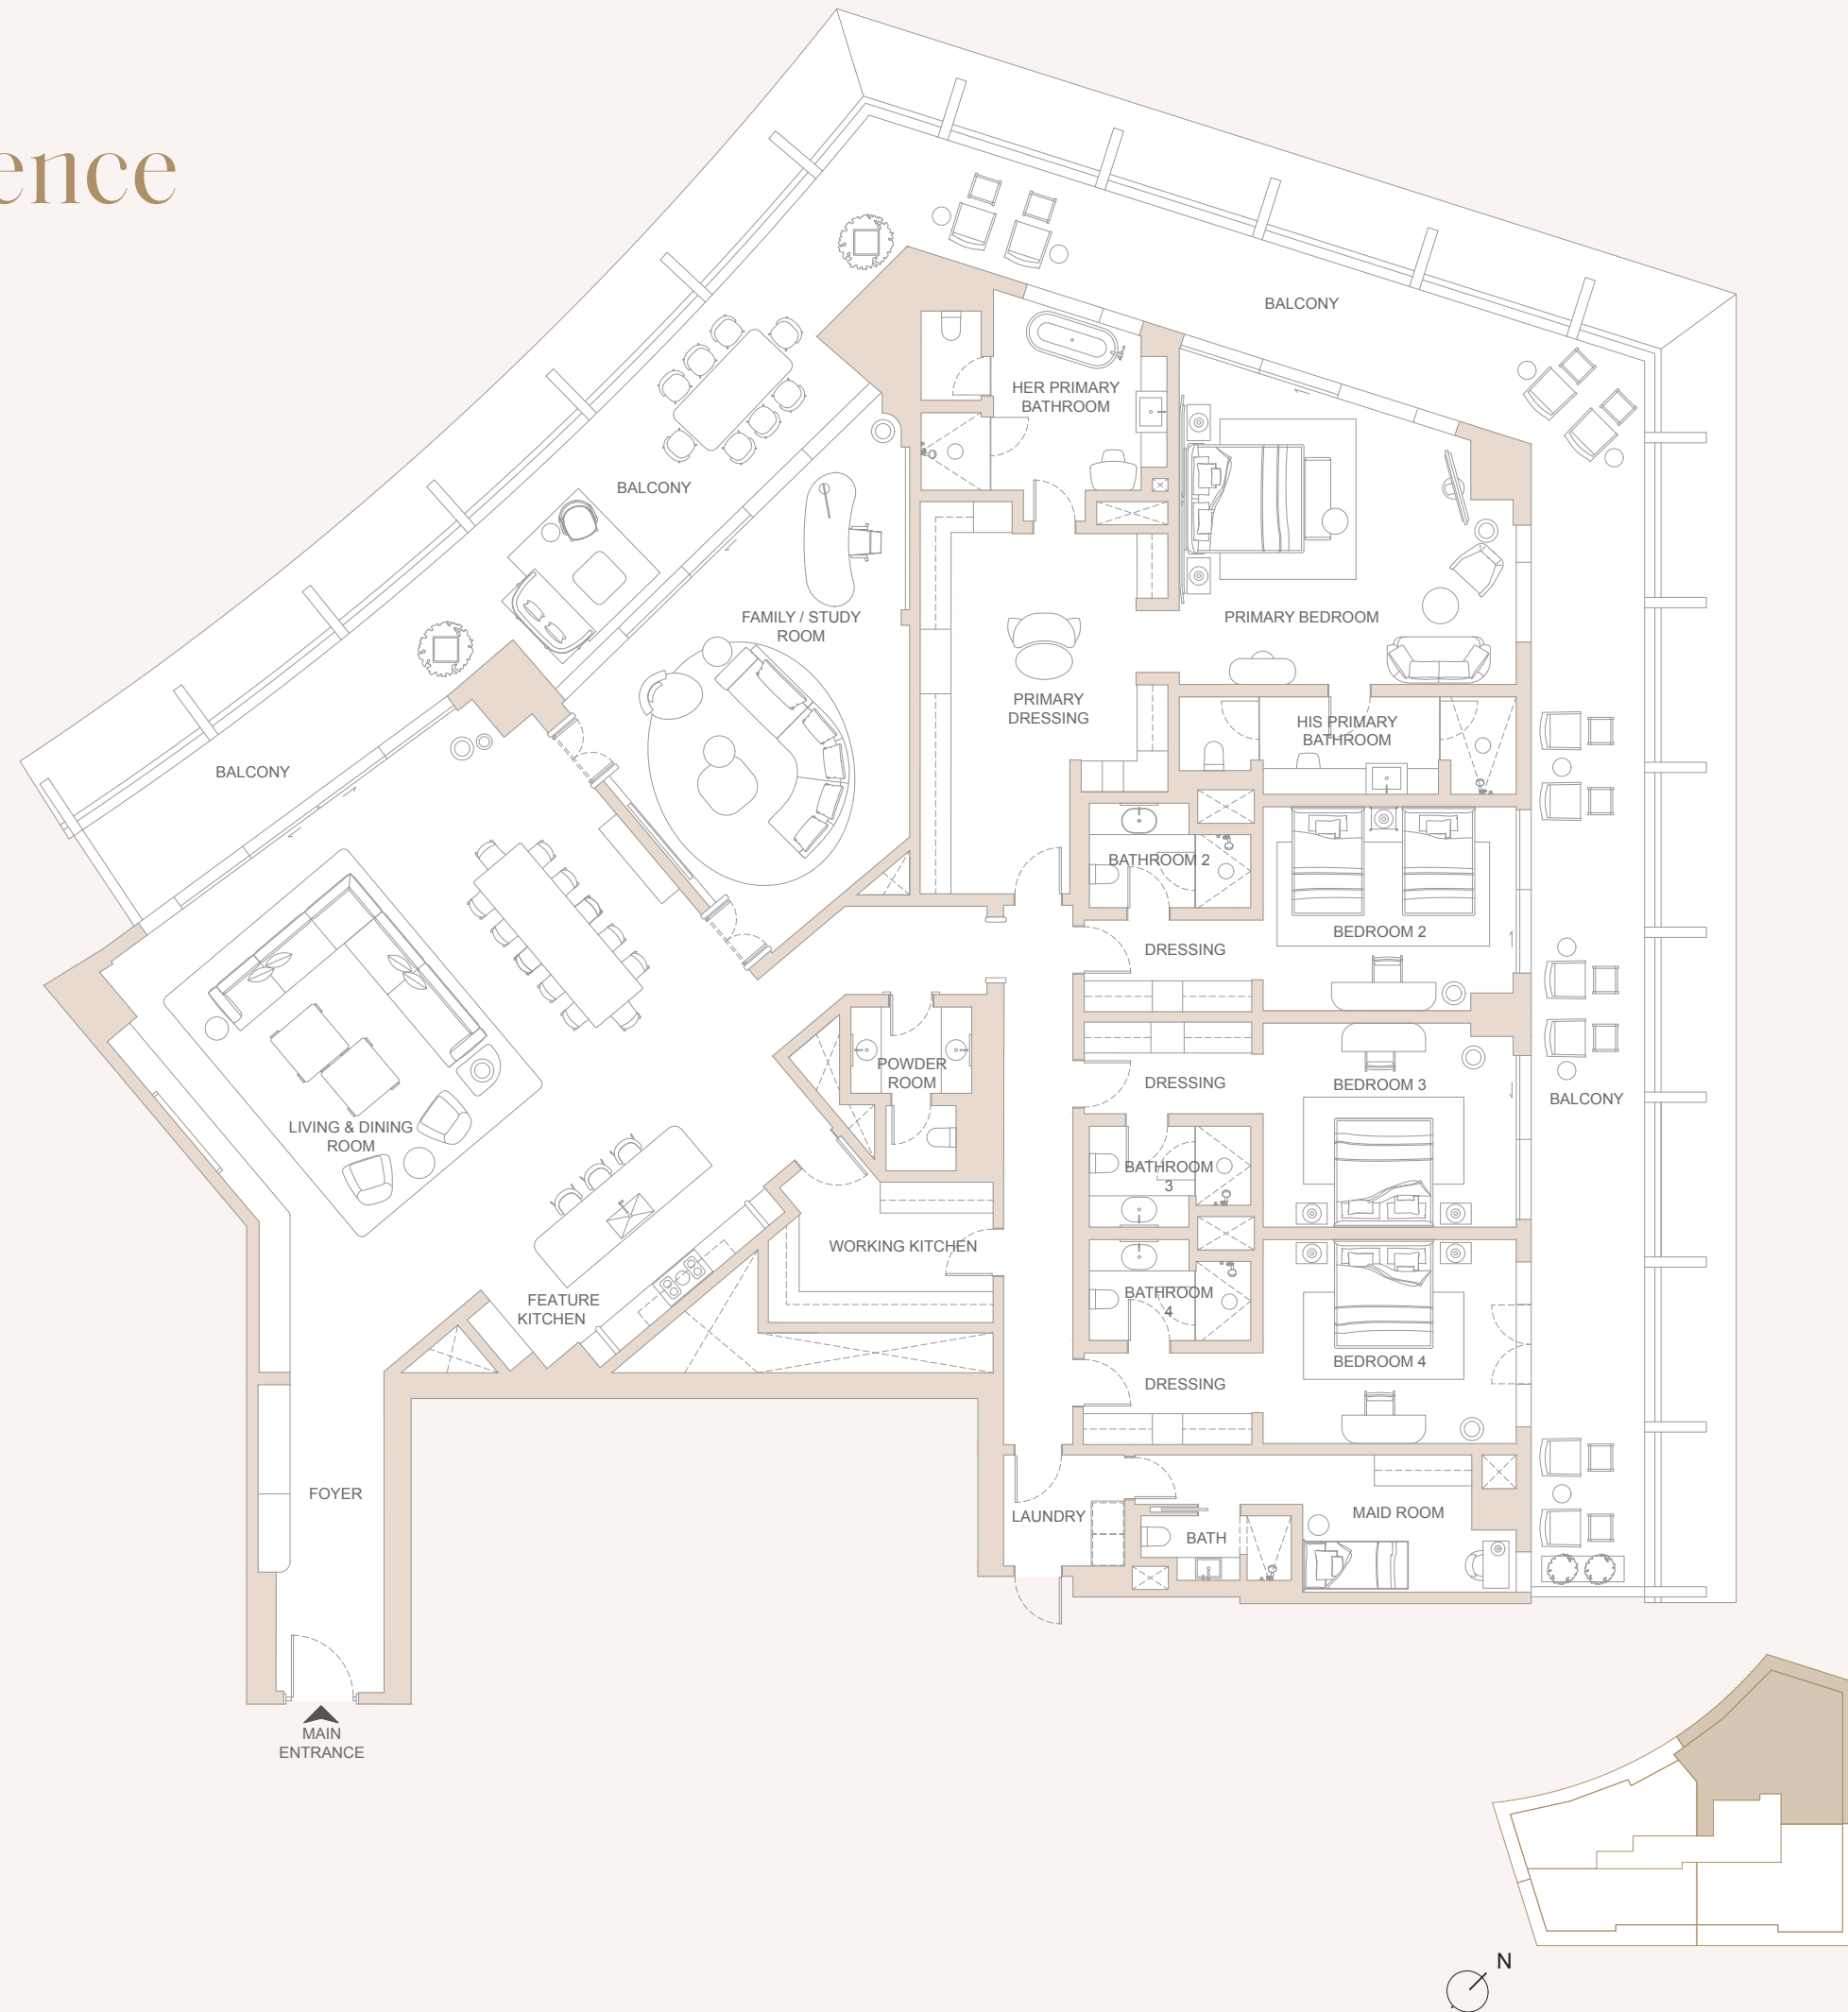 ence
BALCONY
HER PRIMARY
BATHROOM
BALCONY
FAMILY / STUDY
ROOM
PRIMARY BEDROOM
PRIMARY
DRESSING
HIS PRIMARY
BATHROOM
BALCONY
BATHROOM 2
BEDROOM 2
DRESSING
POWDER
ROOM
DRESSING
BEDROOM 3
BALCONY
LIVING & DINING
ROOM
BATHROOM
3
WORKING KITCHEN
FEATURE
KITCHEN
BATHROOM
4
BEDROOM 4
DRESSING
FOYER
LAUNDRY
MAID ROOM
BATH
MAIN
ENTRANCE
N